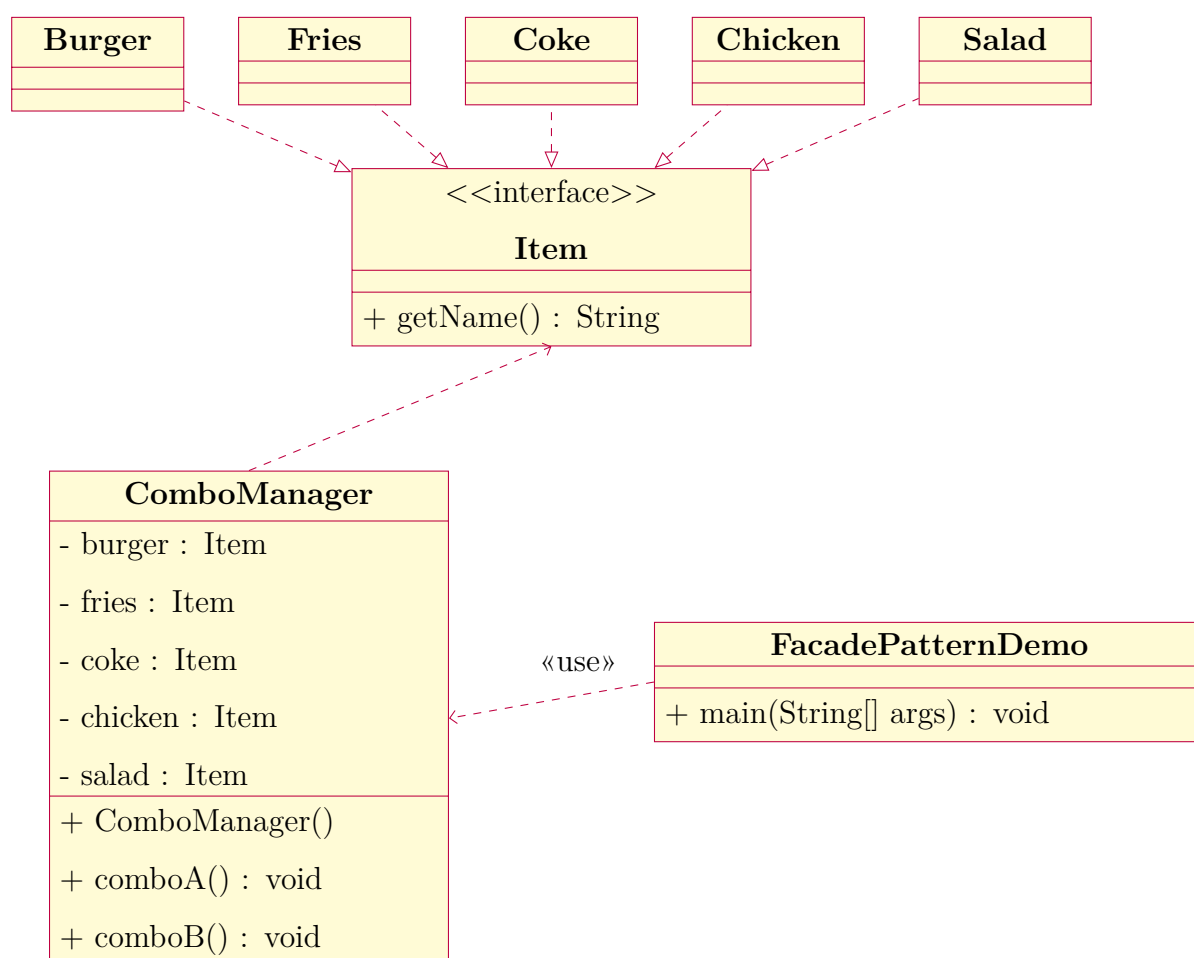 Burger
Fries
Coke
Chicken
Salad
<<interface>>
Item
+ getName() : String
ComboManager
- burger : Item
- fries : Item
- coke : Item
- chicken : Item
- salad : Item
+ ComboManager()
+ comboA() : void
+ comboB() : void
«use»
FacadePatternDemo
+ main(String[] args) : void